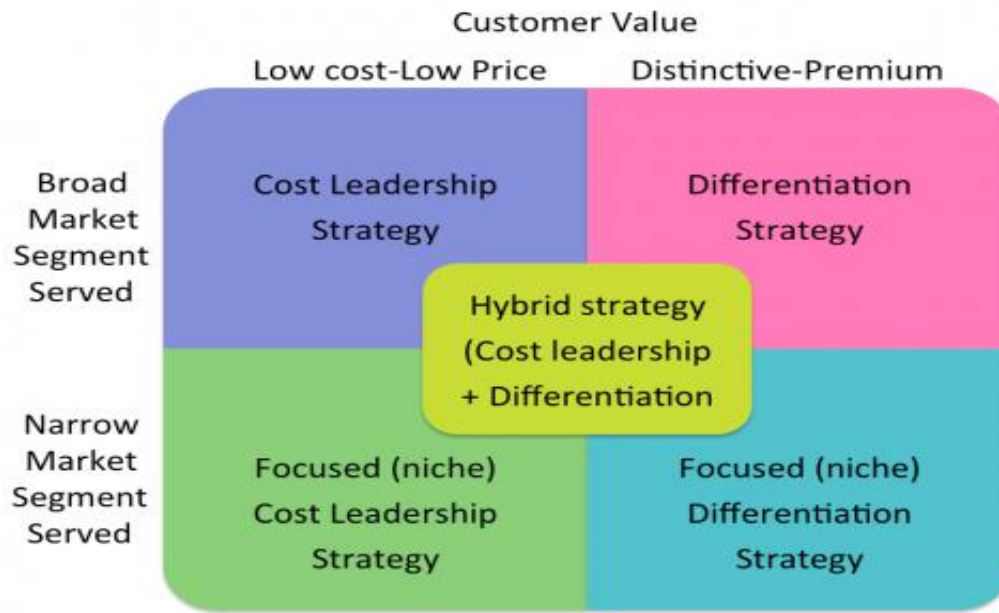 Customer Value
Low cost-Low Price
Distinctive-Premium
Broad
Market
Segment
Served
Cost Leadership
Strategy
Differentiation
Strategy
Hybrid strategy
(Cost leadership
+ Differentiation
Narrow
Market
Segment
Served
Focused (niche)
Cost Leadership
Strategy
Focused (niche)
Differentiation
Strategy